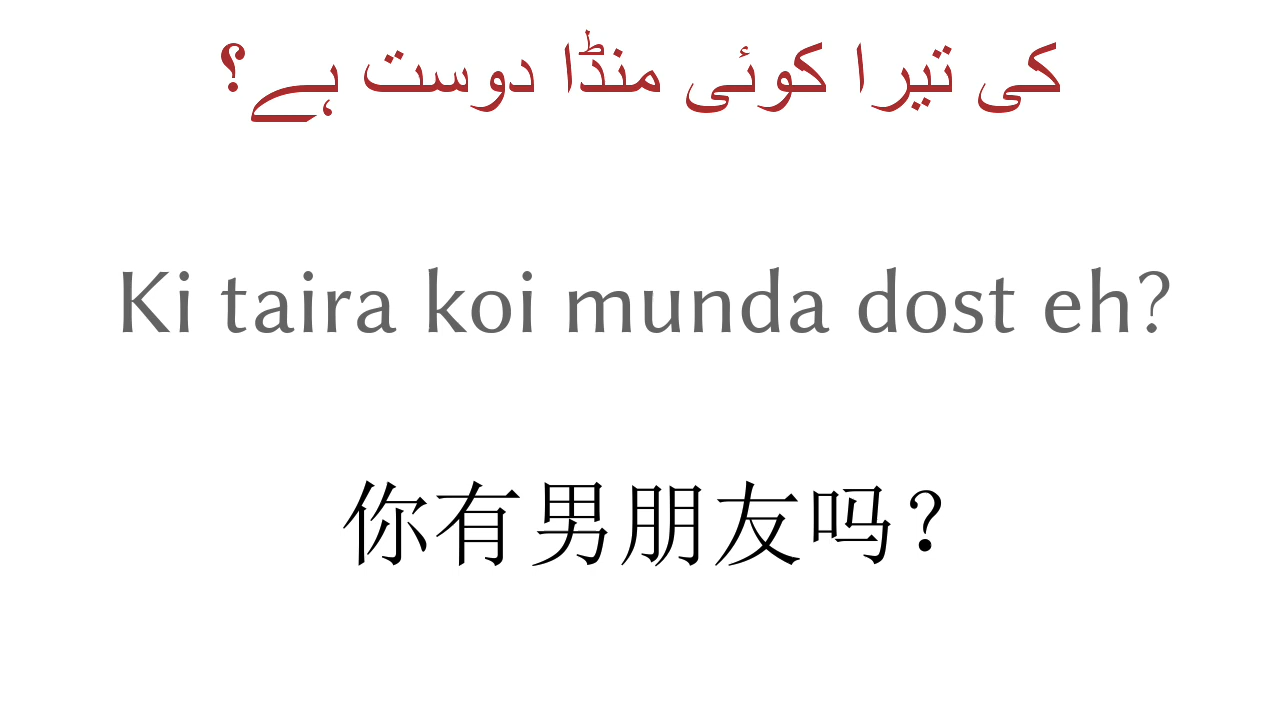 کی تیرا کوئی منڈا دوست ہے؟
Ki taira koi munda dost eh?
你有男朋友吗？